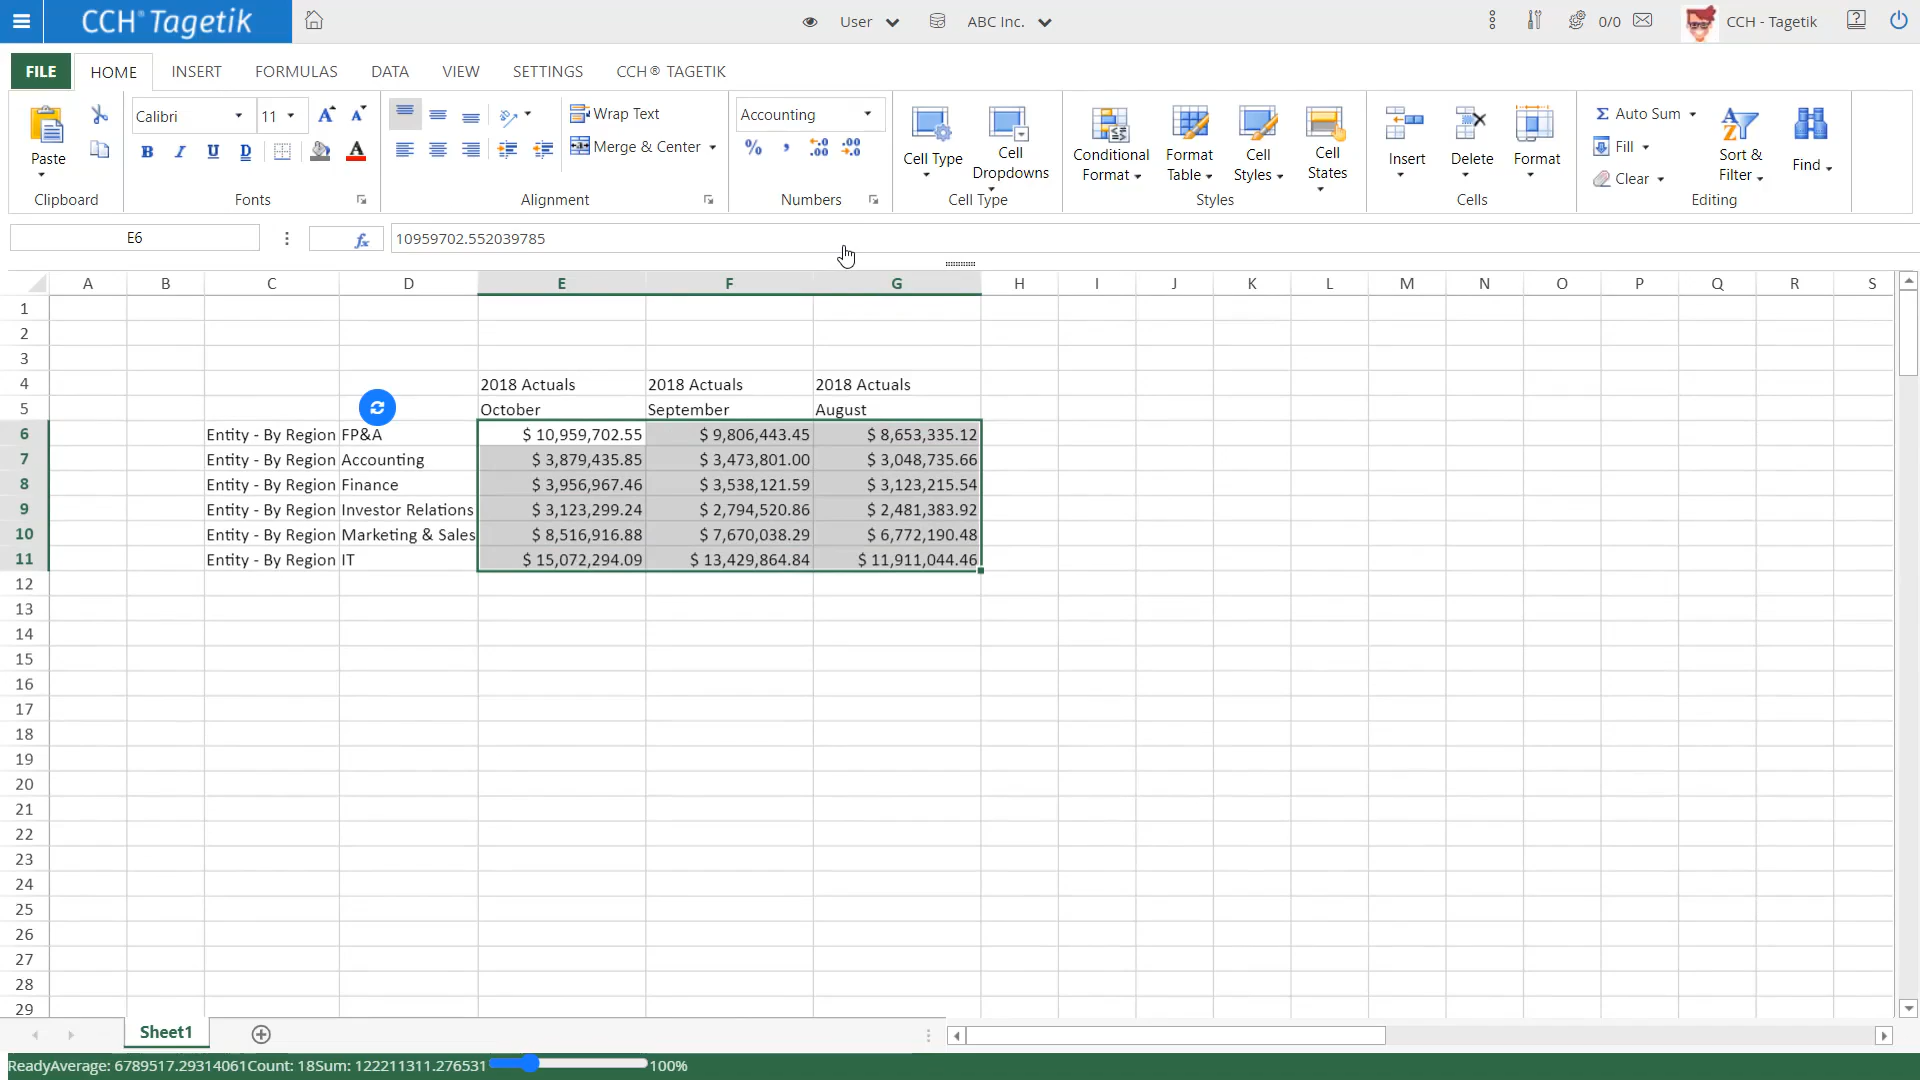 CCH® Tagetik User ABC Inc. 0/0 CCH - Tagetik
FILE HOME INSERT FORMULAS DATA VIEW SETTINGS CCH® TAGETIK
Paste
Clipboard
Calibri 11
B I U D A
Fonts
Wrap Text
Merge & Center
Alignment
Accounting
% , .00 .00
Numbers
Cell Type
Cell Dropdowns
Cell Type
Conditional Format
Format Table
Cell Styles
Cell States
Styles
Insert
Delete
Format
Cells
Σ Auto Sum
Fill
Clear
Sort & Filter
Find
Editing
E6 fx 10959702.552039785
A B C D E F G H I J K L M N O P Q R S
1
2
3
4 2018 Actuals 2018 Actuals 2018 Actuals
5 October September August
6 Entity - By Region FP&A $ 10,959,702.55 $ 9,806,443.45 $ 8,653,335.12
7 Entity - By Region Accounting $ 3,879,435.85 $ 3,473,801.00 $ 3,048,735.66
8 Entity - By Region Finance $ 3,956,967.46 $ 3,538,121.59 $ 3,123,215.54
9 Entity - By Region Investor Relations $ 3,123,299.24 $ 2,794,520.86 $ 2,481,383.92
10 Entity - By Region Marketing & Sales $ 8,516,916.88 $ 7,670,038.29 $ 6,772,190.48
11 Entity - By Region IT $ 15,072,294.09 $ 13,429,864.84 $ 11,911,044.46
12
13
14
15
16
17
18
19
20
21
22
23
24
25
26
27
28
29
Sheet1
ReadyAverage: 6789517.29314061Count: 18Sum: 122211311.276531 100%